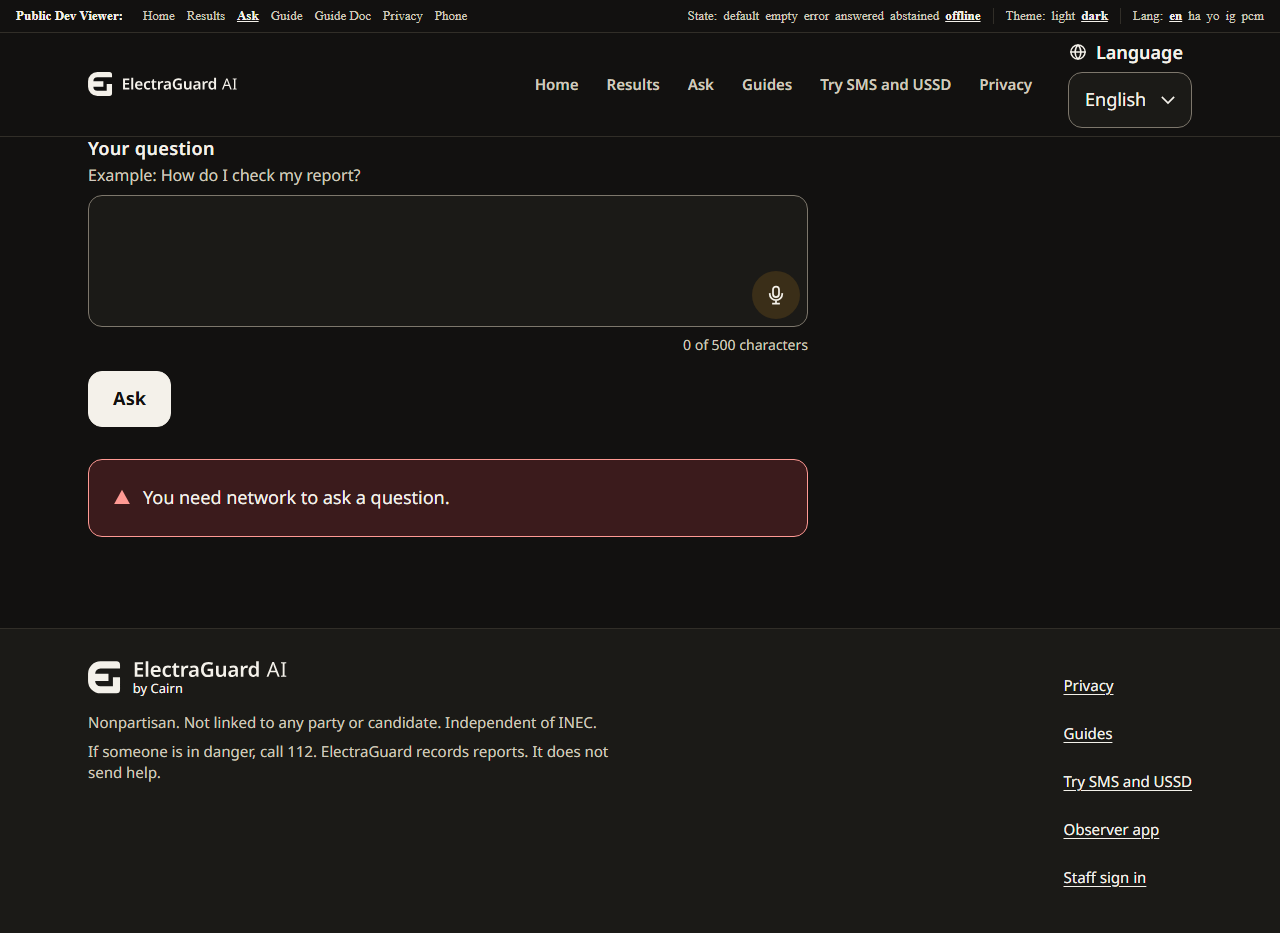 Public Dev Viewer: Home Results Ask Guide Guide Doc Privacy Phone State: default empty error answered abstained offline Theme: light dark Lang: en ha yo ig pcm
Language
ElectraGuard AI Home Results Ask Guides Try SMS and USSD Privacy English
Your question
Example: How do I check my report?
0 of 500 characters
Ask
You need network to ask a question.
ElectraGuard AI
by Cairn
Nonpartisan. Not linked to any party or candidate. Independent of INEC.
If someone is in danger, call 112. ElectraGuard records reports. It does not
send help.
Privacy
Guides
Try SMS and USSD
Observer app
Staff sign in